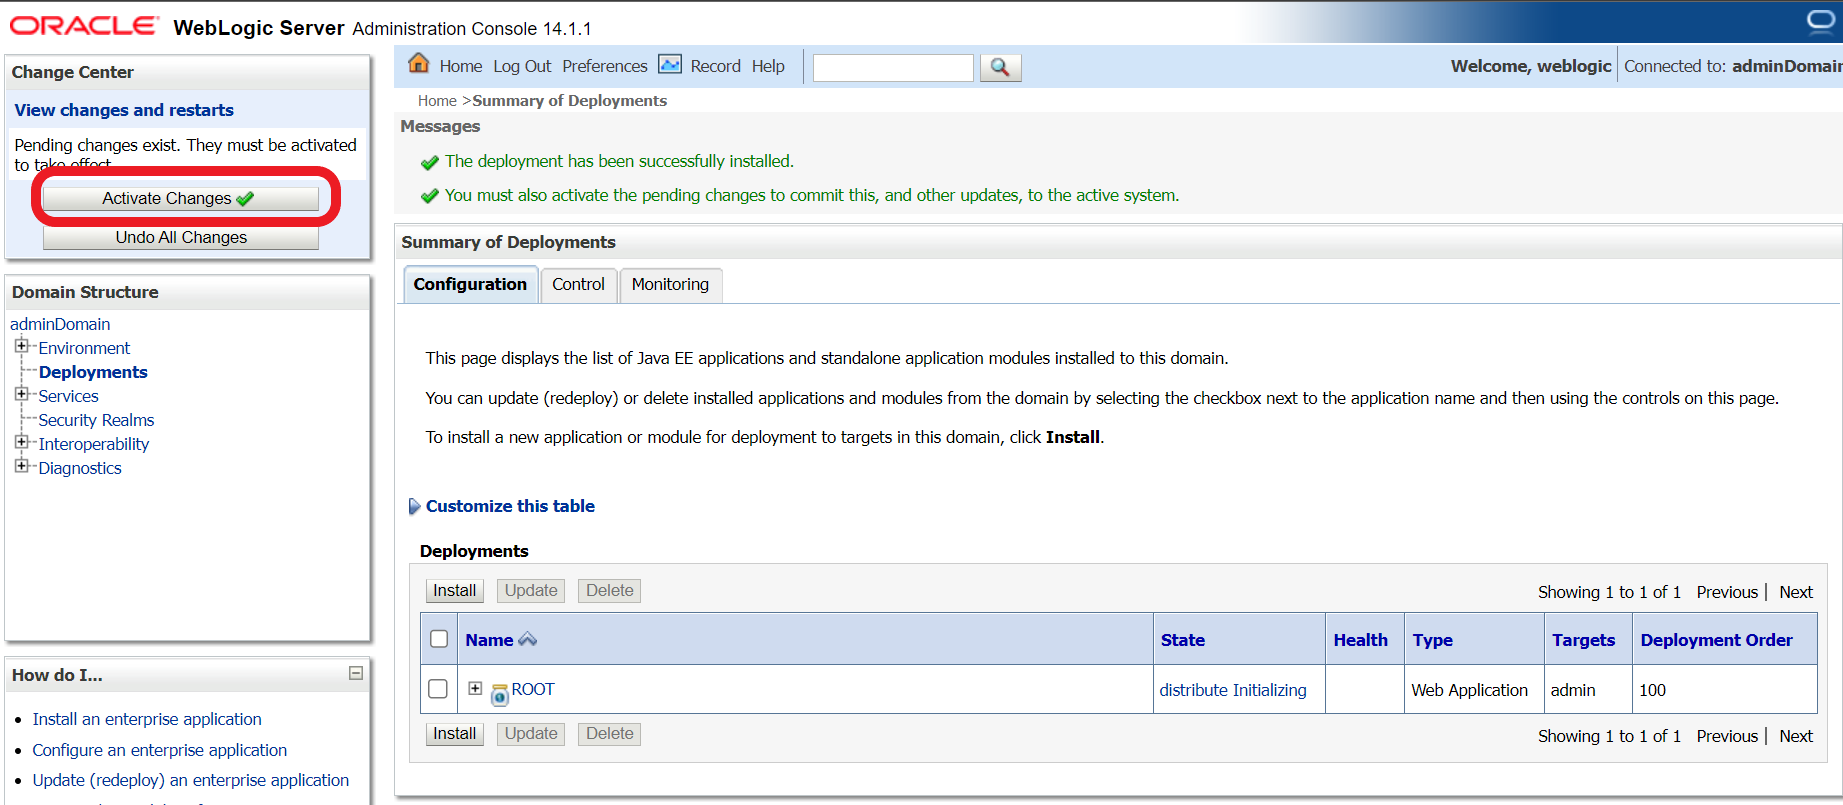 ORACLE WebLogic Server Administration Console 14.1.1
Change Center
View changes and restarts
Pending changes exist. They must be activated
to take effect.
Activate Changes
Undo All Changes
Domain Structure
adminDomain
Environment
Deployments
Services
Security Realms
Interoperability
Diagnostics
How do I...
Install an enterprise application
Configure an enterprise application
Update (redeploy) an enterprise application
Home Log Out Preferences Record Help
Welcome, weblogic Connected to: adminDomain
Home >Summary of Deployments
Messages
The deployment has been successfully installed.
You must also activate the pending changes to commit this, and other updates, to the active system.
Summary of Deployments
Configuration Control Monitoring
This page displays the list of Java EE applications and standalone application modules installed to this domain.
You can update (redeploy) or delete installed applications and modules from the domain by selecting the checkbox next to the application name and then using the controls on this page.
To install a new application or module for deployment to targets in this domain, click Install.
Customize this table
Deployments
Install Update Delete Showing 1 to 1 of 1 Previous | Next
Name State Health Type Targets Deployment Order
ROOT distribute Initializing Web Application admin 100
Install Update Delete Showing 1 to 1 of 1 Previous | Next